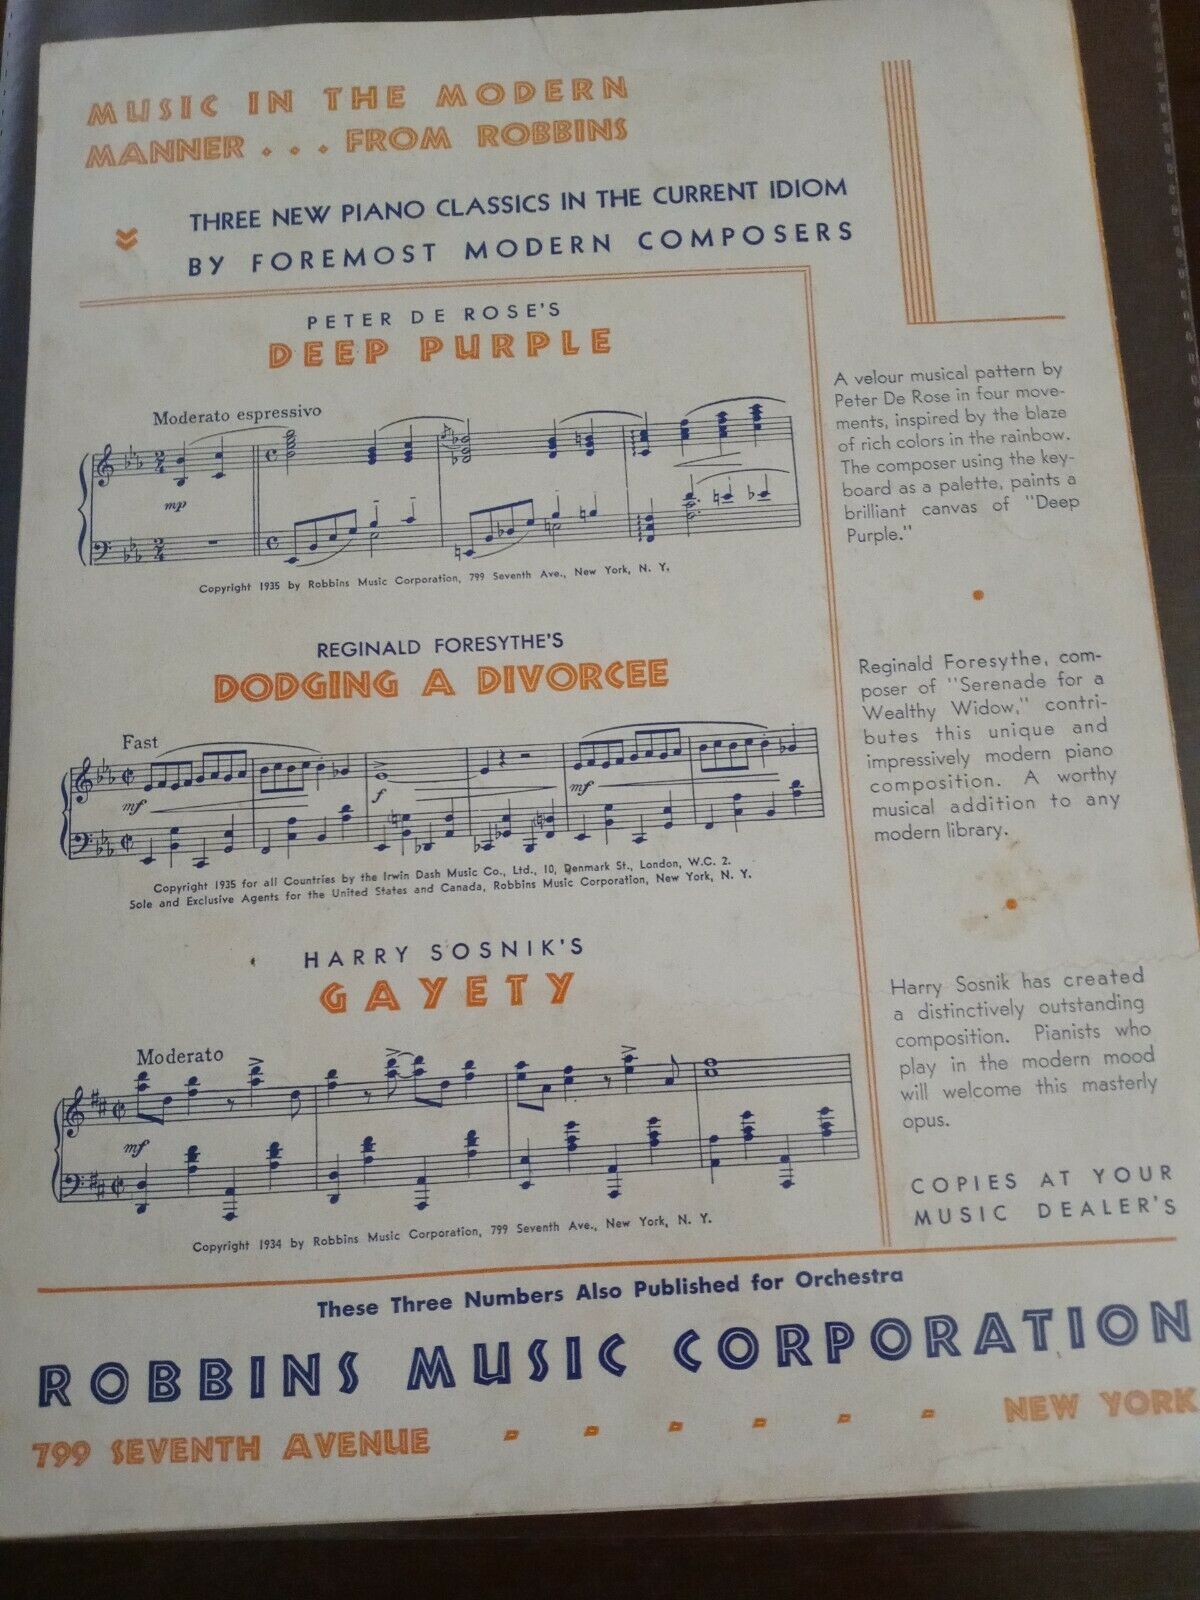 MUSIC IN THE MODERN
MANNER . . . FROM ROBBINS
THREE NEW PIANO CLASSICS IN THE CURRENT IDIOM
BY FOREMOST MODERN COMPOSERS
PETER DE ROSE'S
DEEP PURPLE
Moderato espressivo
mp
Copyright 1935 by Robbins Music Corporation, 799 Seventh Ave., New York, N. Y.
A velour musical pattern by
Peter De Rose in four move-
ments, inspired by the blaze
of rich colors in the rainbow.
The composer using the key-
board as a palette, paints a
brilliant canvas of "Deep
Purple."
REGINALD FORESYTHE'S
DODGING A DIVORCEE
Fast
mf
f
mf
Copyright 1935 for all Countries by the Irwin Dash Music Co., Ltd., 10, Denmark St., London, W.C. 2.
Sole and Exclusive Agents for the United States and Canada, Robbins Music Corporation, New York, N. Y.
Reginald Foresythe, com-
poser of "Serenade for a
Wealthy Widow," contri-
butes this unique and
impressively modern piano
composition. A worthy
musical addition to any
modern library.
HARRY SOSNIK'S
GAYETY
Moderato
mf
Copyright 1934 by Robbins Music Corporation, 799 Seventh Ave., New York, N. Y.
Harry Sosnik has created
a distinctively outstanding
composition. Pianists who
play in the modern mood
will welcome this masterly
opus.
COPIES AT YOUR
MUSIC DEALER'S
These Three Numbers Also Published for Orchestra
ROBBINS MUSIC CORPORATION
799 SEVENTH AVENUE - - - - - - NEW YORK